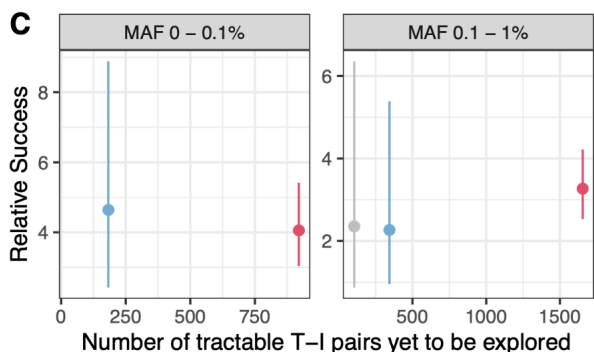 C
MAF 0 – 0.1%
MAF 0.1 – 1%
Relative Success
8
6
4
6
4
2
0 250 500 750
500 1000 1500
Number of tractable T–I pairs yet to be explored